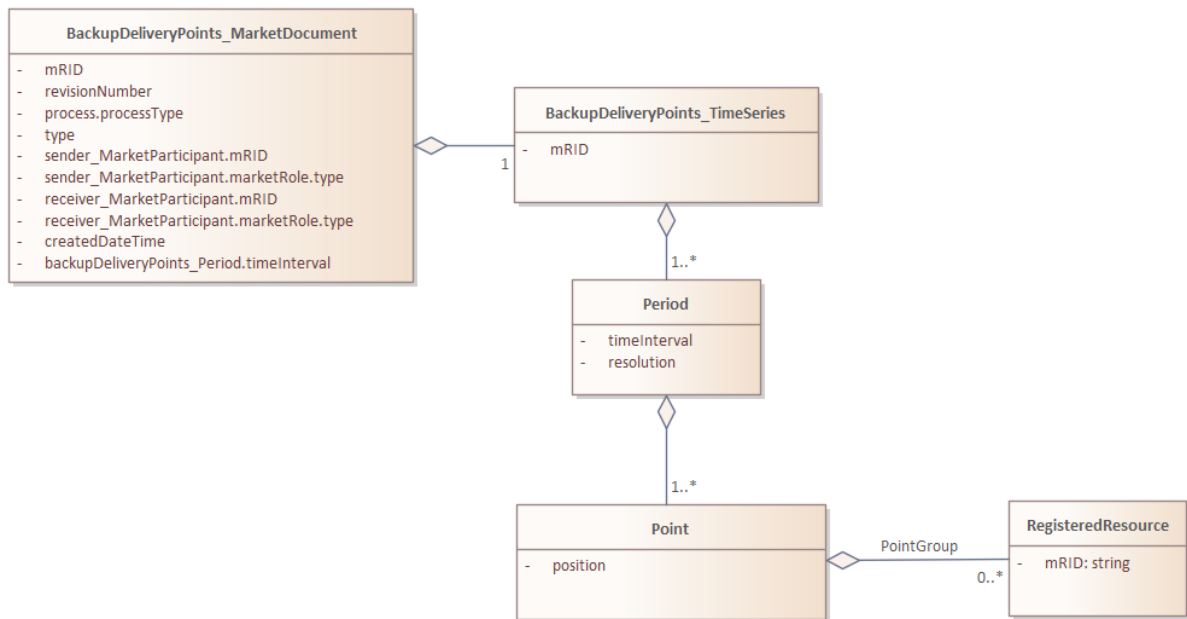 BackupDeliveryPoints_MarketDocument
- mRID
- revisionNumber
- process.processType
- type
- sender_MarketParticipant.mRID
- sender_MarketParticipant.marketRole.type
- receiver_MarketParticipant.mRID
- receiver_MarketParticipant.marketRole.type
- createdDateTime
- backupDeliveryPoints_Period.timeInterval
1
BackupDeliveryPoints_TimeSeries
- mRID
1..*
Period
- timeInterval
- resolution
1..*
Point
- position
PointGroup
0..*
RegisteredResource
- mRID: string